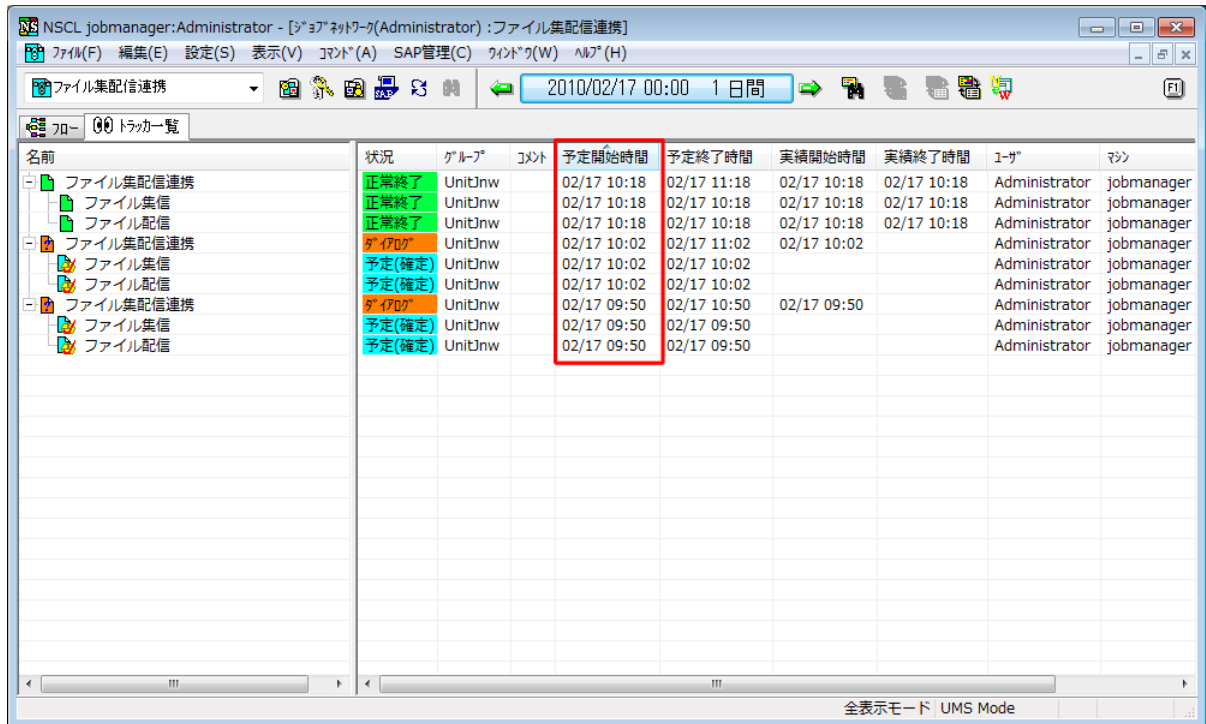 NS NSCL jobmanager:Administrator - [ｼﾞｮﾌﾞﾈｯﾄﾜｰｸ(Administrator) :ファイル集配信連携]
ﾌｧｲﾙ(F) 編集(E) 設定(S) 表示(V) ｺﾏﾝﾄﾞ(A) SAP管理(C) ｳｨﾝﾄﾞｳ(W) ﾍﾙﾌﾟ(H)
ファイル集配信連携 SAP 2010/02/17 00:00 1 日間 F1
ﾌﾛｰ ﾄﾗｯｶ一覧
名前 状況 ｸﾞﾙｰﾌﾟ ｺﾒﾝﾄ 予定開始時間 予定終了時間 実績開始時間 実績終了時間 ﾕｰｻﾞ ﾏｼﾝ
ファイル集配信連携 正常終了 UnitJnw 02/17 10:18 02/17 11:18 02/17 10:18 02/17 10:18 Administrator jobmanager
ファイル集信 正常終了 UnitJnw 02/17 10:18 02/17 10:18 02/17 10:18 02/17 10:18 Administrator jobmanager
ファイル配信 正常終了 UnitJnw 02/17 10:18 02/17 10:18 02/17 10:18 02/17 10:18 Administrator jobmanager
ファイル集配信連携 ﾀﾞｲｱﾛｸﾞ UnitJnw 02/17 10:02 02/17 11:02 02/17 10:02 Administrator jobmanager
ファイル集信 予定(確定) UnitJnw 02/17 10:02 02/17 10:02 Administrator jobmanager
ファイル配信 予定(確定) UnitJnw 02/17 10:02 02/17 10:02 Administrator jobmanager
ファイル集配信連携 ﾀﾞｲｱﾛｸﾞ UnitJnw 02/17 09:50 02/17 10:50 02/17 09:50 Administrator jobmanager
ファイル集信 予定(確定) UnitJnw 02/17 09:50 02/17 09:50 Administrator jobmanager
ファイル配信 予定(確定) UnitJnw 02/17 09:50 02/17 09:50 Administrator jobmanager
全表示モード UMS Mode